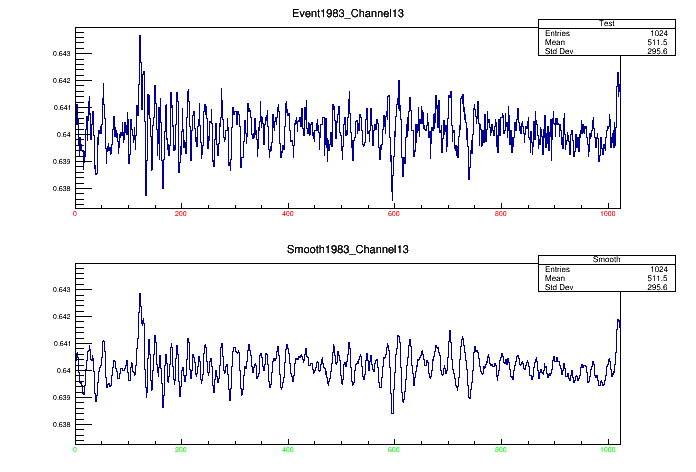 Event1983_Channel13
Test
Entries 1024
Mean 511.5
Std Dev 295.6
0.643
0.642
0.641
0.64
0.639
0.638
0 200 400 600 800 1000
Smooth1983_Channel13
Smooth
Entries 1024
Mean 511.5
Std Dev 295.6
0.643
0.642
0.641
0.64
0.639
0.638
0 200 400 600 800 1000